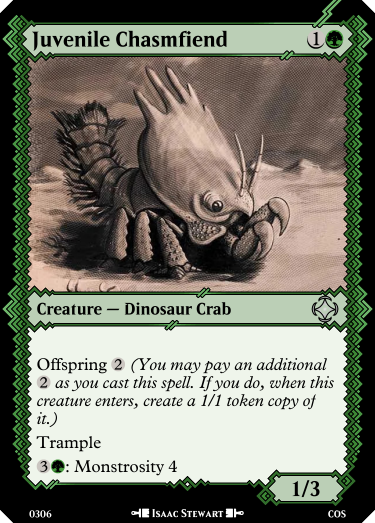 Juvenile Chasmfiend 1
Creature — Dinosaur Crab
Offspring 2 (You may pay an additional
2 as you cast this spell. If you do, when this
creature enters, create a 1/1 token copy of
it.)
Trample
3: Monstrosity 4
1/3
0306 Isaac Stewart COS